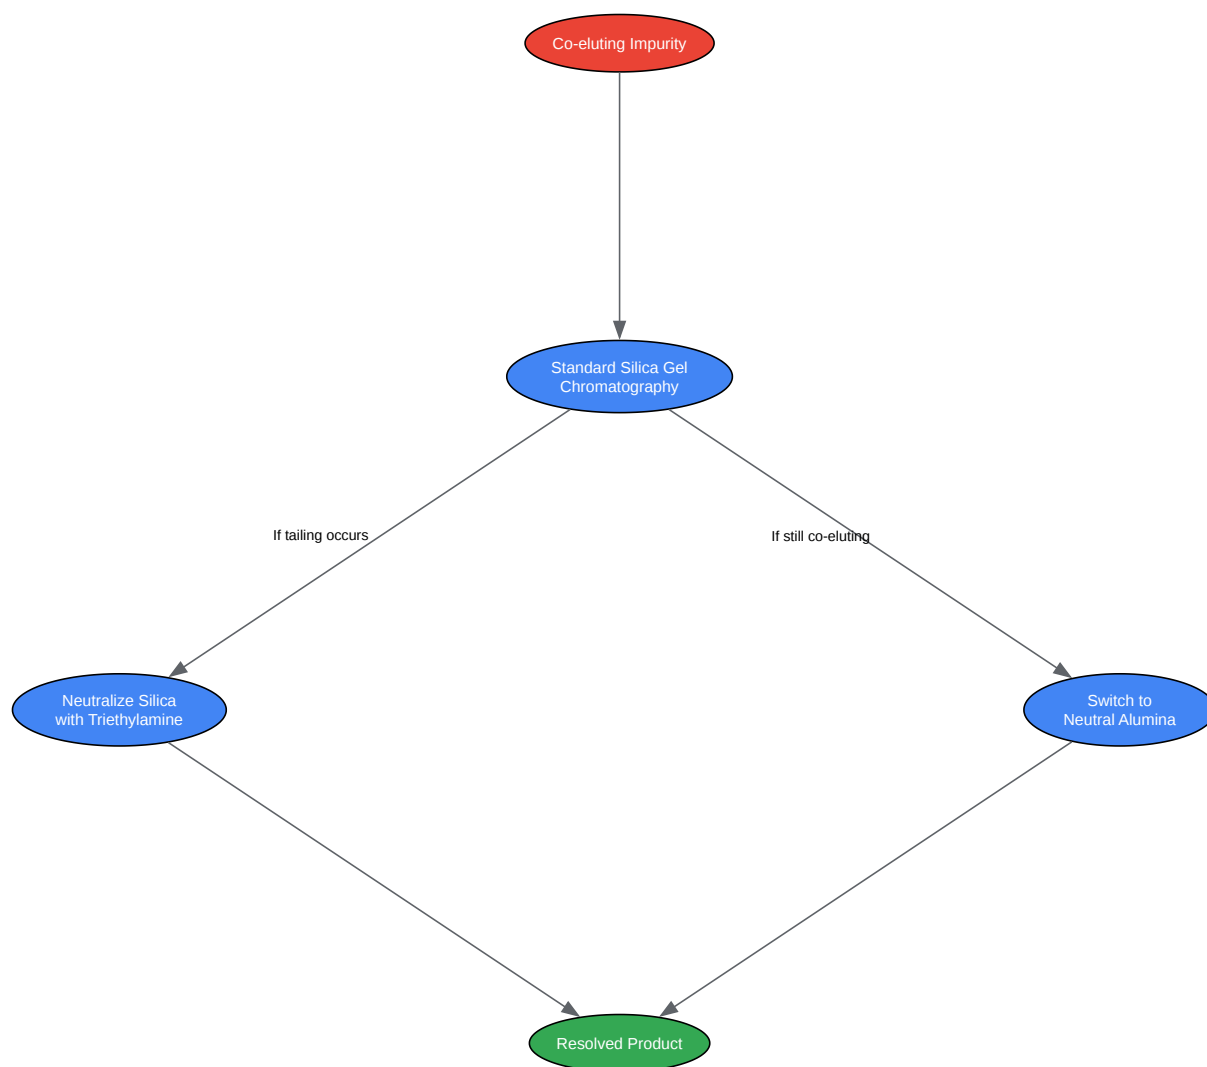 Co-eluting Impurity
Standard Silica Gel
Chromatography
If tailing occurs
If still co-eluting
Neutralize Silica
with Triethylamine
Switch to
Neutral Alumina
Resolved Product